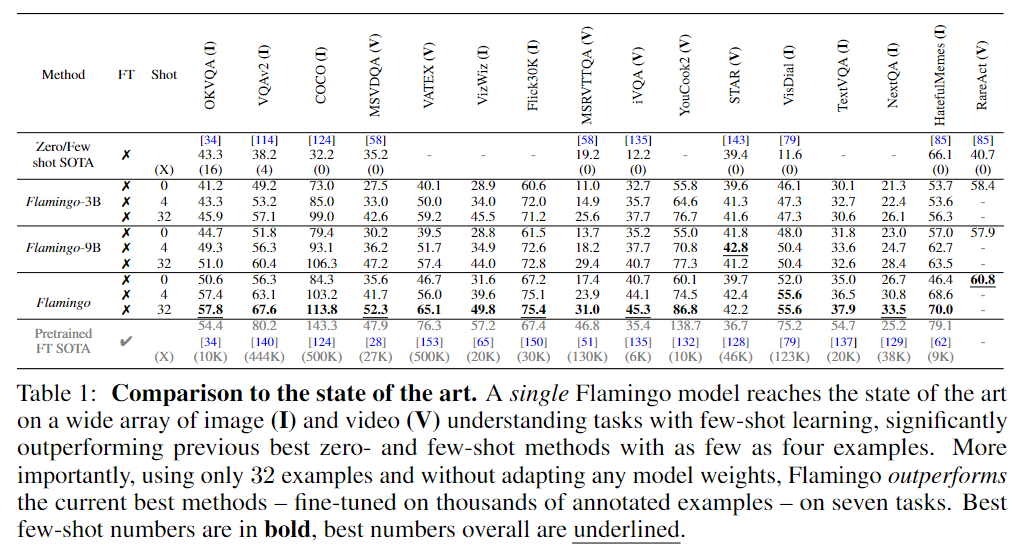 Method FT Shot OKVQA (I) VQAv2 (I) COCO (I) MSVDQA (V) VATEX (V) VizWiz (I) Flick30K (I) MSRVTTQA (V) iVQA (V) YouCook2 (V) STAR (V) VisDial (I) TextVQA (I) NextQA (I) HatefulMemes (I) RareAct (V)
[34] [114] [124] [58] [58] [135] [143] [79] [85] [85]
Zero/Few shot SOTA ✗ 43.3 38.2 32.2 35.2 - - - 19.2 12.2 - 39.4 11.6 - - 66.1 40.7
(X) (16) (4) (0) (0) (0) (0) (0) (0) (0) (0)
✗ 0 41.2 49.2 73.0 27.5 40.1 28.9 60.6 11.0 32.7 55.8 39.6 46.1 30.1 21.3 53.7 58.4
Flamingo-3B ✗ 4 43.3 53.2 85.0 33.0 50.0 34.0 72.0 14.9 35.7 64.6 41.3 47.3 32.7 22.4 53.6 -
✗ 32 45.9 57.1 99.0 42.6 59.2 45.5 71.2 25.6 37.7 76.7 41.6 47.3 30.6 26.1 56.3 -
✗ 0 44.7 51.8 79.4 30.2 39.5 28.8 61.5 13.7 35.2 55.0 41.8 48.0 31.8 23.0 57.0 57.9
Flamingo-9B ✗ 4 49.3 56.3 93.1 36.2 51.7 34.9 72.6 18.2 37.7 70.8 42.8 50.4 33.6 24.7 62.7 -
✗ 32 51.0 60.4 106.3 47.2 57.4 44.0 72.8 29.4 40.7 77.3 41.2 50.4 32.6 28.4 63.5 -
✗ 0 50.6 56.3 84.3 35.6 46.7 31.6 67.2 17.4 40.7 60.1 39.7 52.0 35.0 26.7 46.4 60.8
Flamingo ✗ 4 57.4 63.1 103.2 41.7 56.0 39.6 75.1 23.9 44.1 74.5 42.4 55.6 36.5 30.8 68.6 -
✗ 32 57.8 67.6 113.8 52.3 65.1 49.8 75.4 31.0 45.3 86.8 42.2 55.6 37.9 33.5 70.0 -
54.4 80.2 143.3 47.9 76.3 57.2 67.4 46.8 35.4 138.7 36.7 75.2 54.7 25.2 79.1
Pretrained FT SOTA ✔ [34] [140] [124] [28] [153] [65] [150] [51] [135] [132] [128] [79] [137] [129] [62] -
(X) (10K) (444K) (500K) (27K) (500K) (20K) (30K) (130K) (6K) (10K) (46K) (123K) (20K) (38K) (9K)
Table 1: Comparison to the state of the art. A single Flamingo model reaches the state of the art
on a wide array of image (I) and video (V) understanding tasks with few-shot learning, significantly
outperforming previous best zero- and few-shot methods with as few as four examples. More
importantly, using only 32 examples and without adapting any model weights, Flamingo outperforms
the current best methods – fine-tuned on thousands of annotated examples – on seven tasks. Best
few-shot numbers are in bold, best numbers overall are underlined.